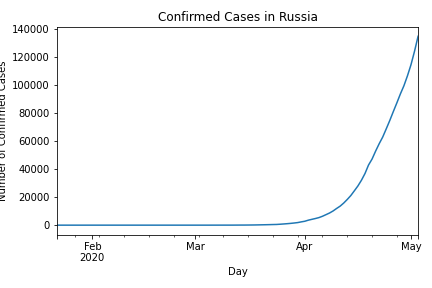 Confirmed Cases in Russia
140000
120000
100000
80000
60000
40000
20000
0
Number of Confirmed Cases
Feb
2020
Mar
Apr
May
Day